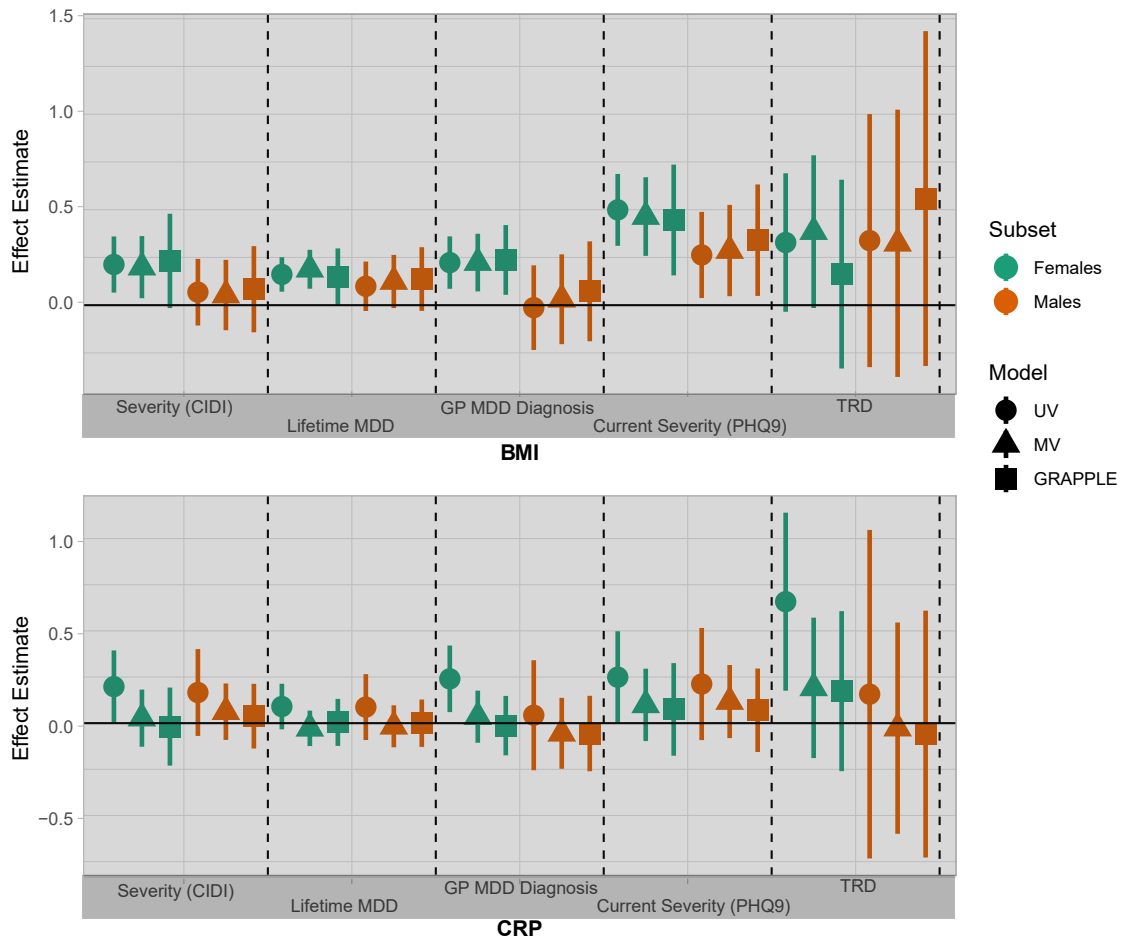 1.5
1.0
0.5
0.0
Effect Estimate
Severity (CIDI)
Lifetime MDD
GP MDD Diagnosis
Current Severity (PHQ9)
TRD
BMI
Subset
Females
Males
Model
UV
MV
GRAPPLE
1.0
0.5
0.0
−0.5
Effect Estimate
Severity (CIDI)
Lifetime MDD
GP MDD Diagnosis
Current Severity (PHQ9)
TRD
CRP